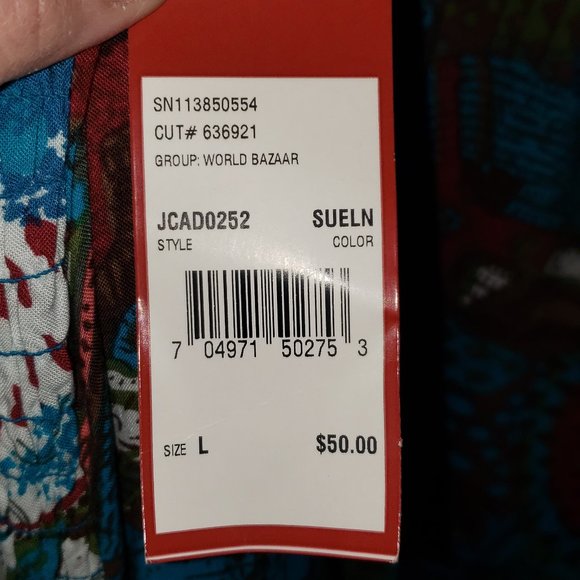 SN113850554
CUT# 636921
GROUP: WORLD BAZAAR
JCAD0252 SUELN
STYLE COLOR
7 04971 50275 3
SIZE L $50.00